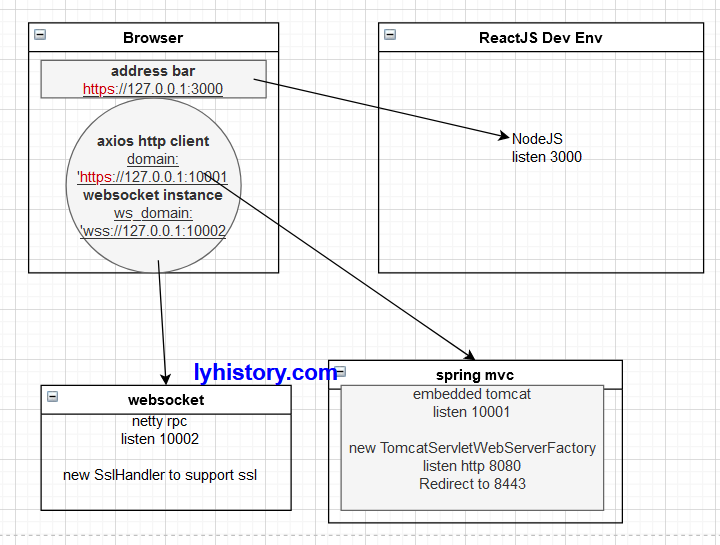 Browser
address bar
https://127.0.0.1:3000
axios http client
domain:
'https://127.0.0.1:10001
websocket instance
ws_domain:
'wss://127.0.0.1:10002
ReactJS Dev Env
NodeJS
listen 3000
lyhistory.com
websocket
netty rpc
listen 10002
new SslHandler to support ssl
spring mvc
embedded tomcat
listen 10001
new TomcatServletWebServerFactory
listen http 8080
Redirect to 8443